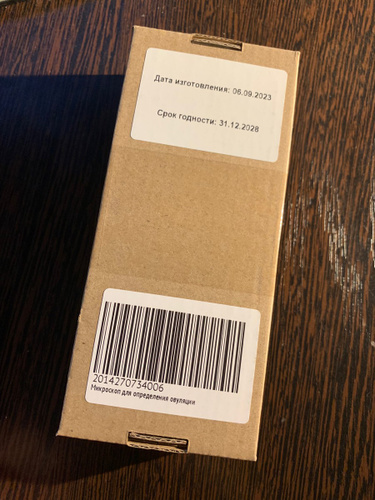 Дата изготовления: 06.09.2023
Срок годности: 31.12.2028
2014270734006
Микроскоп для определения овуляции